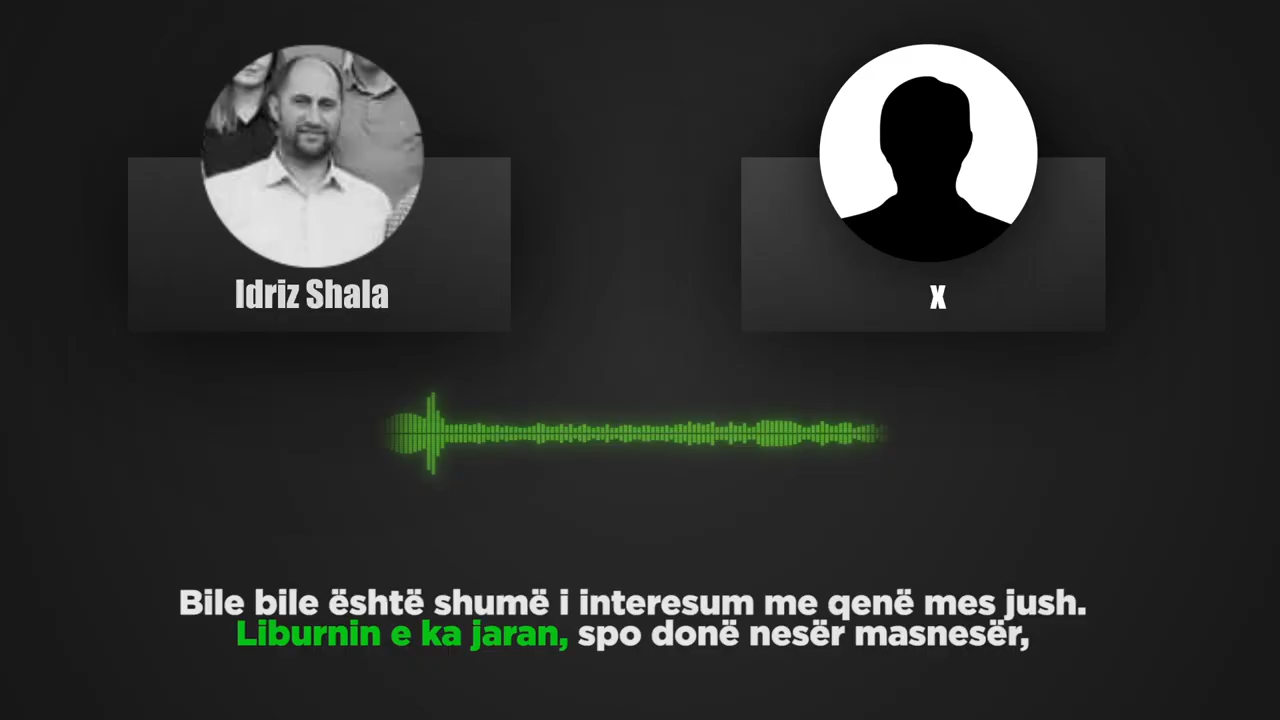 Idriz Shala
x
Bile bile është shumë i interesum me qenë mes jush.
Liburnin e ka jaran, spo donë nesër masnesër,